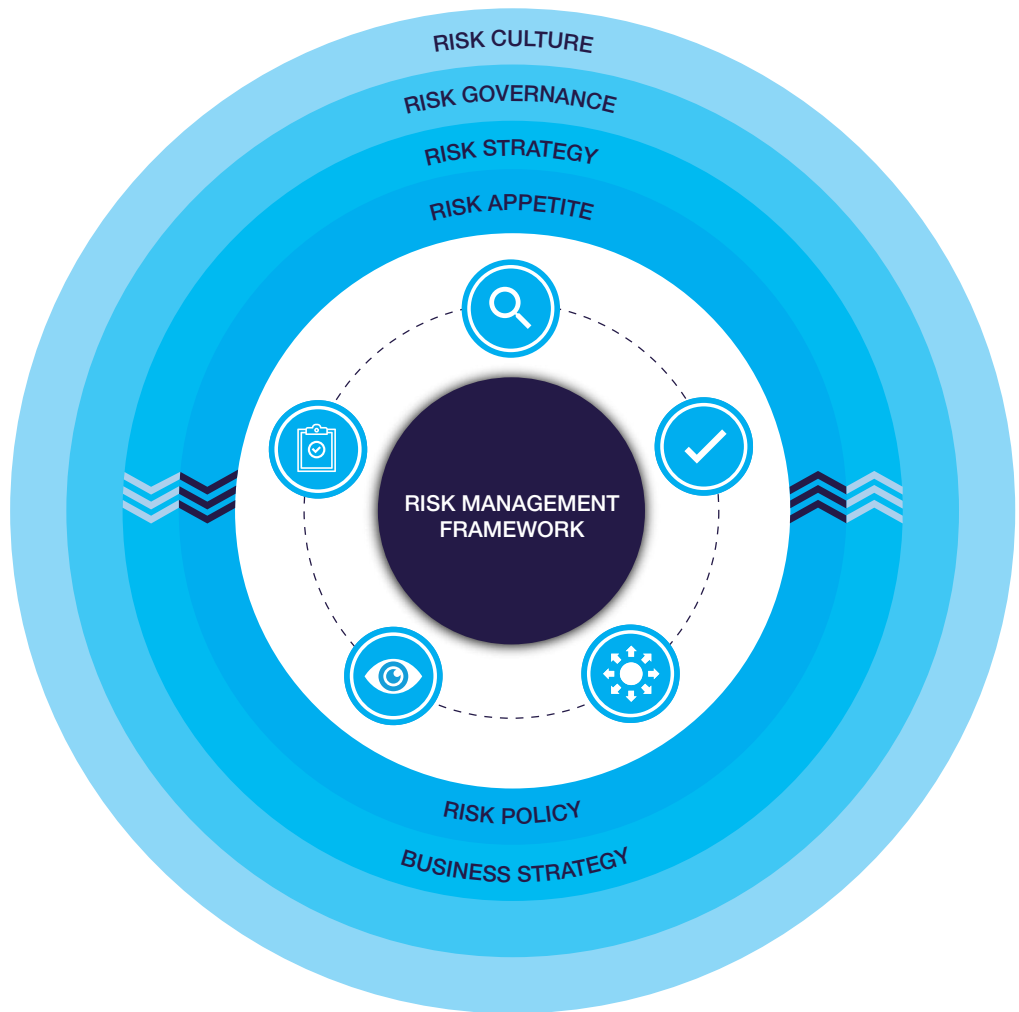 RISK CULTURE
RISK GOVERNANCE
RISK STRATEGY
RISK APPETITE
RISK MANAGEMENT
FRAMEWORK
RISK POLICY
BUSINESS STRATEGY